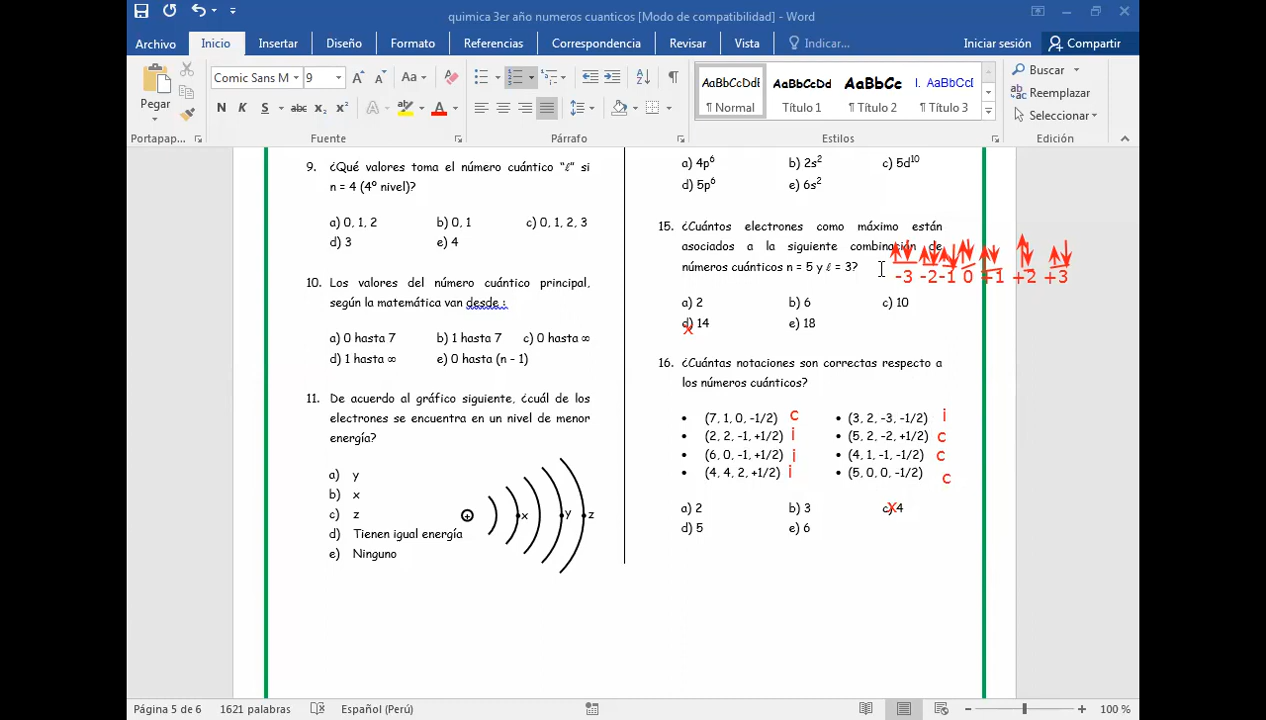 quimica 3er año numeros cuanticos [Modo de compatibilidad] - Word
Archivo Inicio Insertar Diseño Formato Referencias Correspondencia Revisar Vista Indicar... Iniciar sesión Compartir
Pegar
Comic Sans M 9
Aa
N K S abc x₂ x²
AaBbCcDdE AaBbCcDd AaBbCc I. AaBbCcD
¶ Normal ¶ Título 1 ¶ Título 2 ¶ Título 3
Buscar
Reemplazar
Seleccionar
Portapap... Fuente Párrafo Estilos Edición
9. ¿Qué valores toma el número cuántico "ℓ" si
n = 4 (4º nivel)?
a) 0, 1, 2 b) 0, 1 c) 0, 1, 2, 3
d) 3 e) 4
10. Los valores del número cuántico principal,
según la matemática van desde :
a) 0 hasta 7 b) 1 hasta 7 c) 0 hasta ∞
d) 1 hasta ∞ e) 0 hasta (n - 1)
11. De acuerdo al gráfico siguiente, ¿cuál de los
electrones se encuentra en un nivel de menor
energía?
a) y
b) x
c) z
d) Tienen igual energía
e) Ninguno
+ x y z
a) 4p⁶ b) 2s² c) 5d¹⁰
d) 5p⁶ e) 6s²
15. ¿Cuántos electrones como máximo están
asociados a la siguiente combinación de
números cuánticos n = 5 y ℓ = 3?
-3 -2 -1 0 +1 +2 +3
a) 2 b) 6 c) 10
d) 14 e) 18
x
16. ¿Cuántas notaciones son correctas respecto a
los números cuánticos?
• (7, 1, 0, -1/2) c • (3, 2, -3, -1/2) i
• (2, 2, -1, +1/2) i • (5, 2, -2, +1/2) c
• (6, 0, -1, +1/2) i • (4, 1, -1, -1/2) c
• (4, 4, 2, +1/2) i • (5, 0, 0, -1/2) c
a) 2 b) 3 c) x 4
d) 5 e) 6
Página 5 de 6 1621 palabras Español (Perú) 100 %